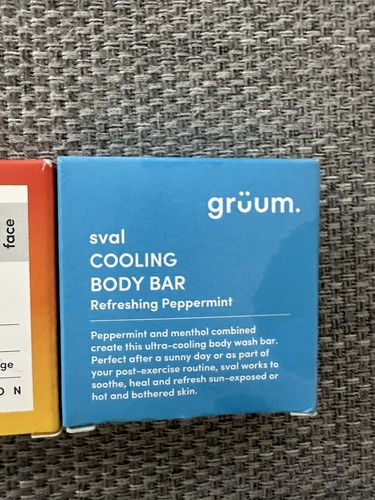 grüum.
sval
COOLING
BODY BAR
Refreshing Peppermint
Peppermint and menthol combined
create this ultra-cooling body wash bar.
Perfect after a sunny day or as part of
your post-exercise routine, sval works to
soothe, heal and refresh sun-exposed or
hot and bothered skin.
face